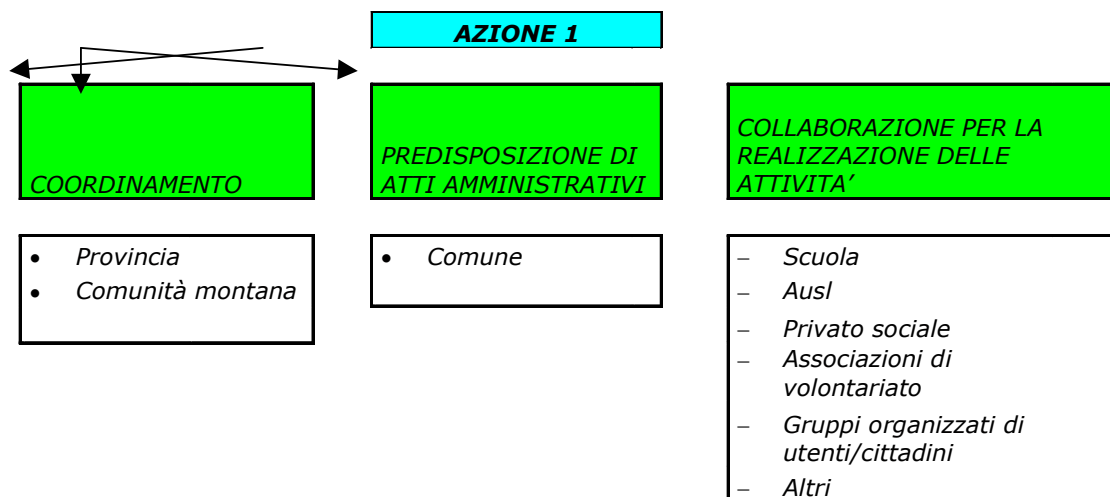 AZIONE 1
COORDINAMENTO
PREDISPOSIZIONE DI
ATTI AMMINISTRATIVI
COLLABORAZIONE PER LA
REALIZZAZIONE DELLE
ATTIVITA’
• Provincia
• Comunità montana
• Comune
– Scuola
– Ausl
– Privato sociale
– Associazioni di
volontariato
– Gruppi organizzati di
utenti/cittadini
– Altri